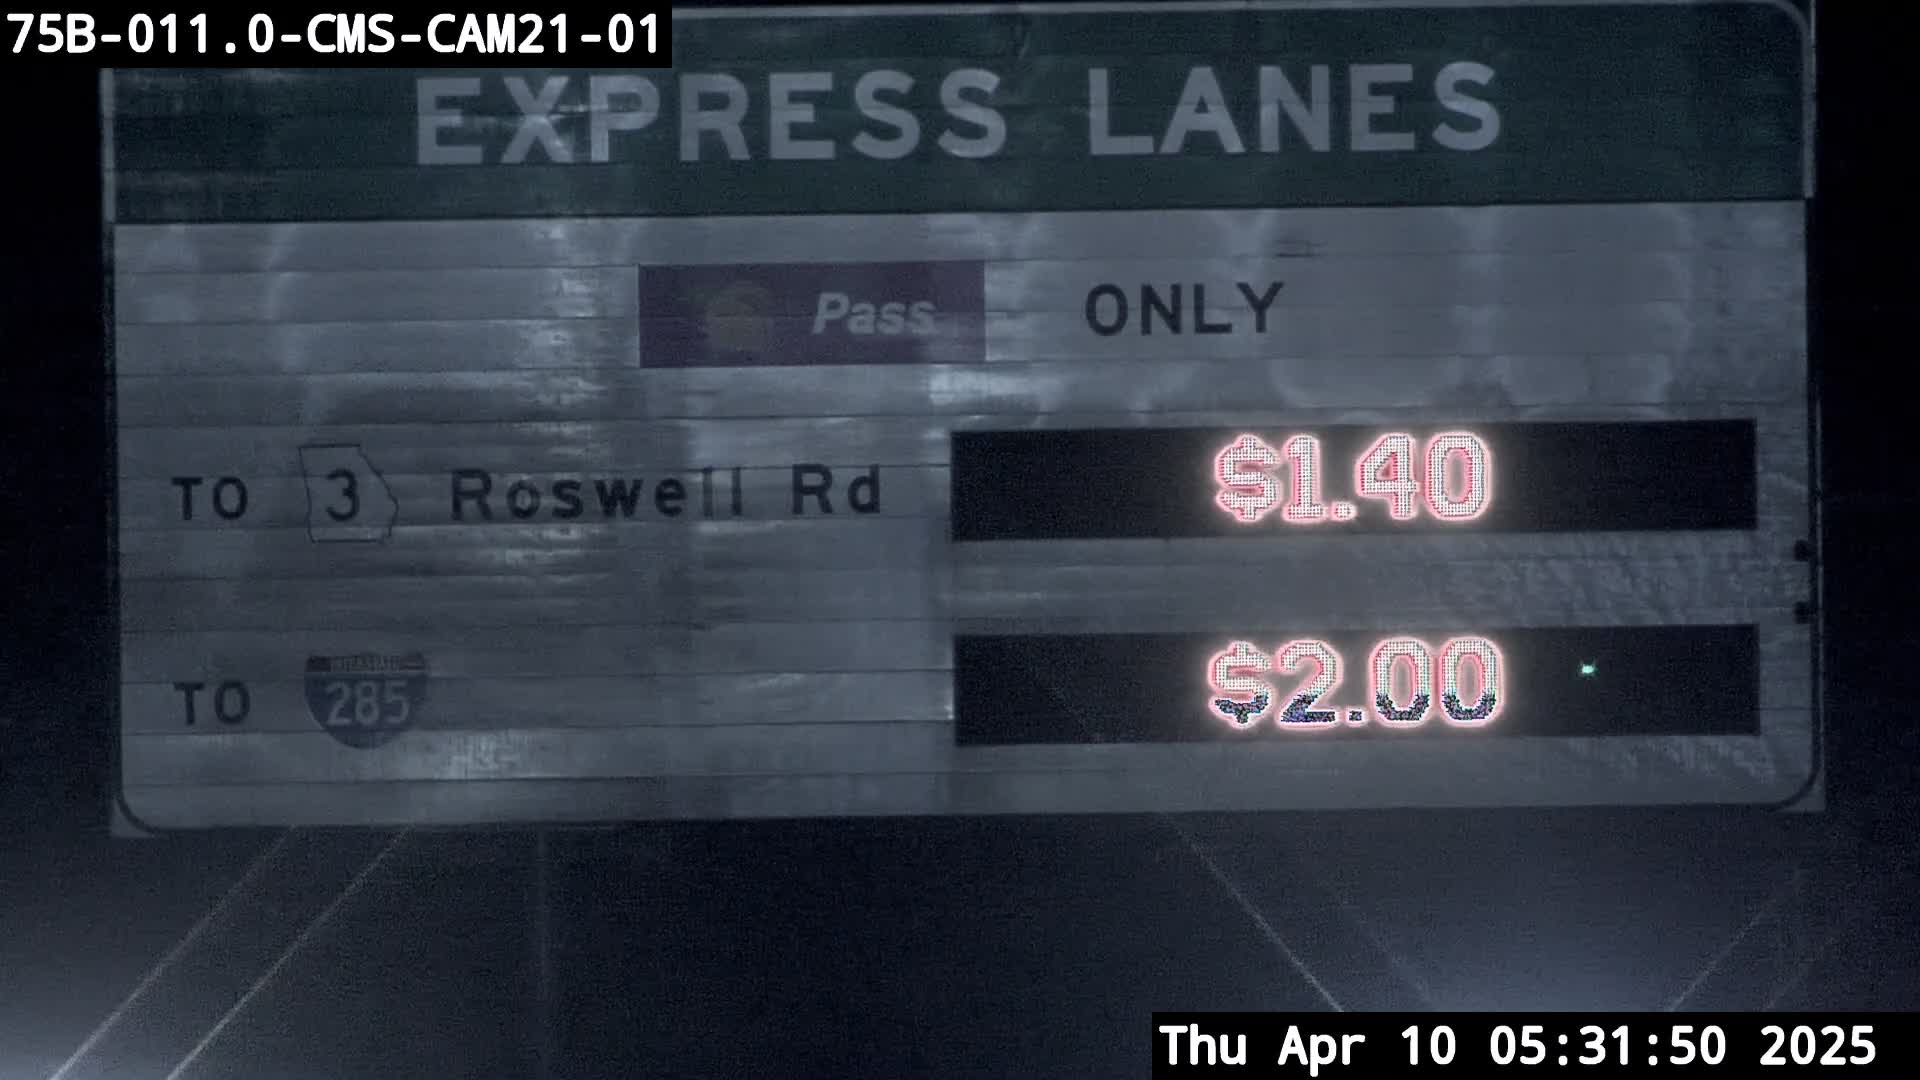 75B-011.0-CMS-CAM21-01
EXPRESS LANES
Pass ONLY
TO 3 Roswell Rd $1.40
TO INTERSTATE 285 $2.00
Thu Apr 10 05:31:50 2025